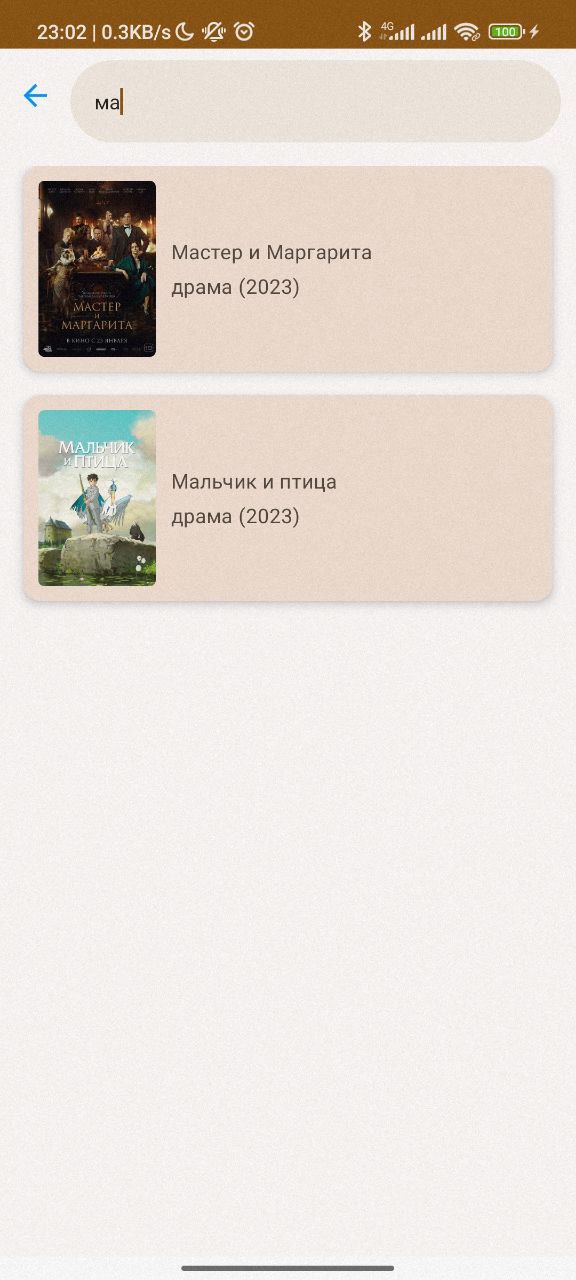 23:02 | 0.3KB/s
4G
100
ма
МАСТЕР
И
МАРГАРИТА
В КИНО С 25 ЯНВАРЯ
Мастер и Маргарита
драма (2023)
МАЛЬЧИК
И ПТИЦА
Мальчик и птица
драма (2023)